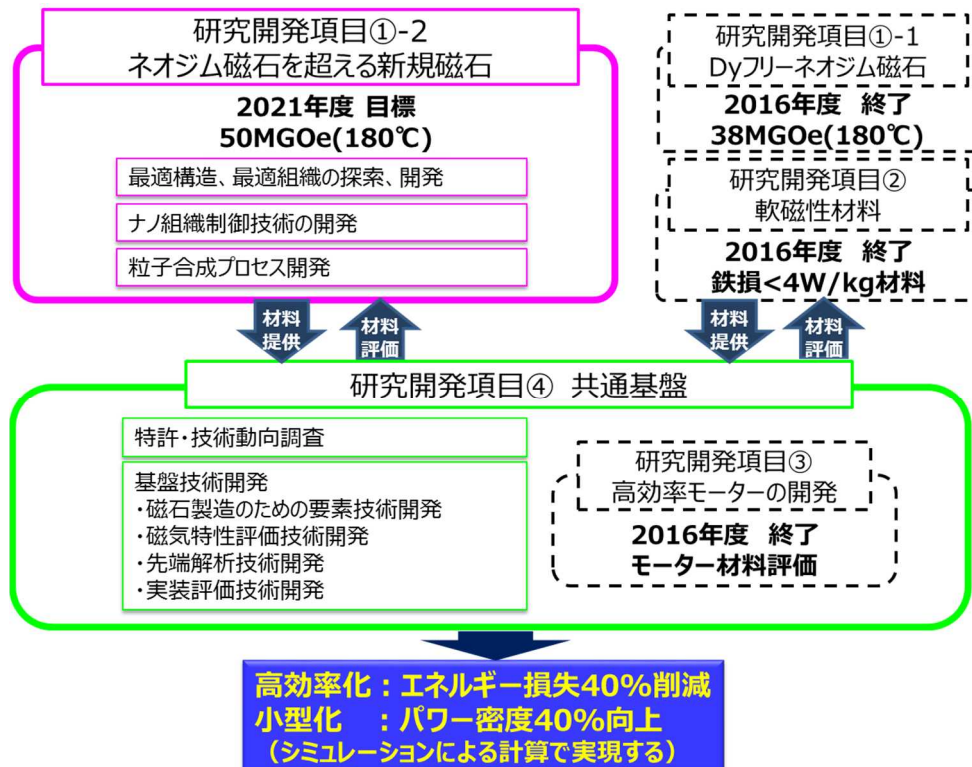 研究開発項目①-2
ネオジム磁石を超える新規磁石
2021年度 目標
50MGOe(180℃)
最適構造、最適組織の探索、開発
ナノ組織制御技術の開発
粒子合成プロセス開発
研究開発項目①-1
Dyフリーネオジム磁石
2016年度 終了
38MGOe(180℃)
研究開発項目②
軟磁性材料
2016年度 終了
鉄損<4W/kg材料
材料
提供
材料
評価
材料
提供
材料
評価
研究開発項目④ 共通基盤
特許・技術動向調査
基盤技術開発
・磁石製造のための要素技術開発
・磁気特性評価技術開発
・先端解析技術開発
・実装評価技術開発
研究開発項目③
高効率モーターの開発
2016年度 終了
モーター材料評価
高効率化：エネルギー損失40%削減
小型化 ：パワー密度40%向上
（シミュレーションによる計算で実現する）